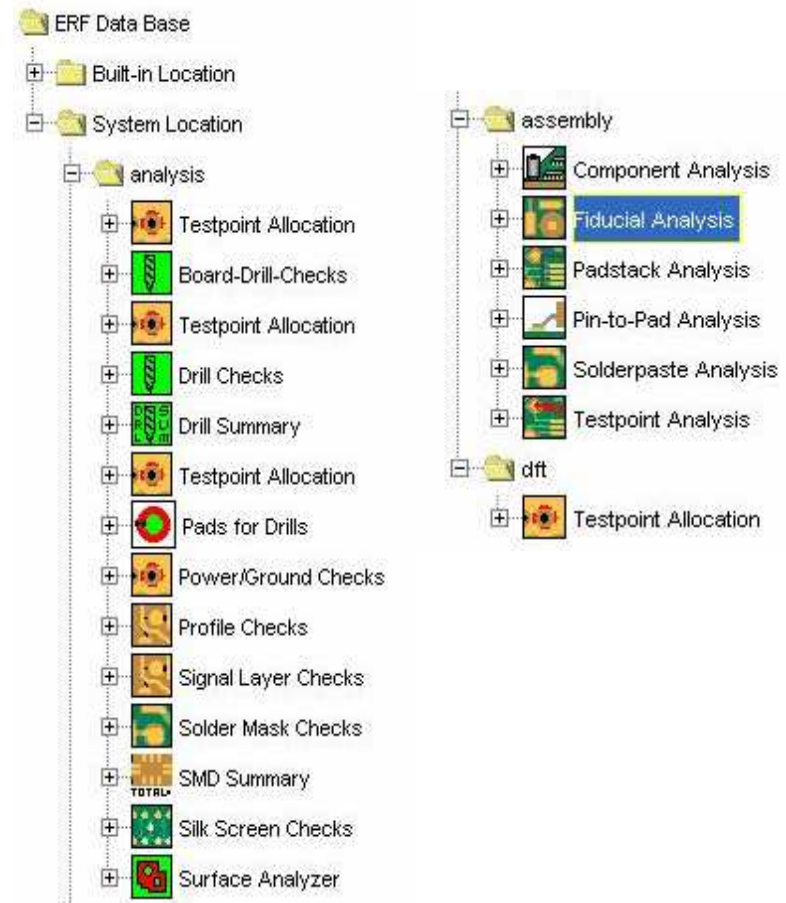 ERF Data Base
Built-in Location
System Location
analysis
Testpoint Allocation
Board-Drill-Checks
Testpoint Allocation
Drill Checks
DRL SUM Drill Summary
Testpoint Allocation
Pads for Drills
Power/Ground Checks
Profile Checks
Signal Layer Checks
Solder Mask Checks
SMD Summary
TOTAL
Silk Screen Checks
Surface Analyzer
assembly
Component Analysis
Fiducial Analysis
Padstack Analysis
Pin-to-Pad Analysis
Solderpaste Analysis
Testpoint Analysis
dft
Testpoint Allocation